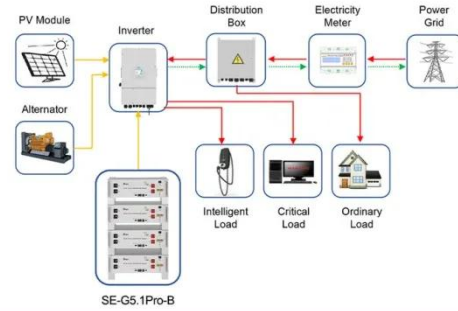 PV Module
Inverter
Distribution
Box
Electricity
Meter
Power
Grid
Alternator
Intelligent
Load
Critical
Load
Ordinary
Load
SE-G5.1Pro-B